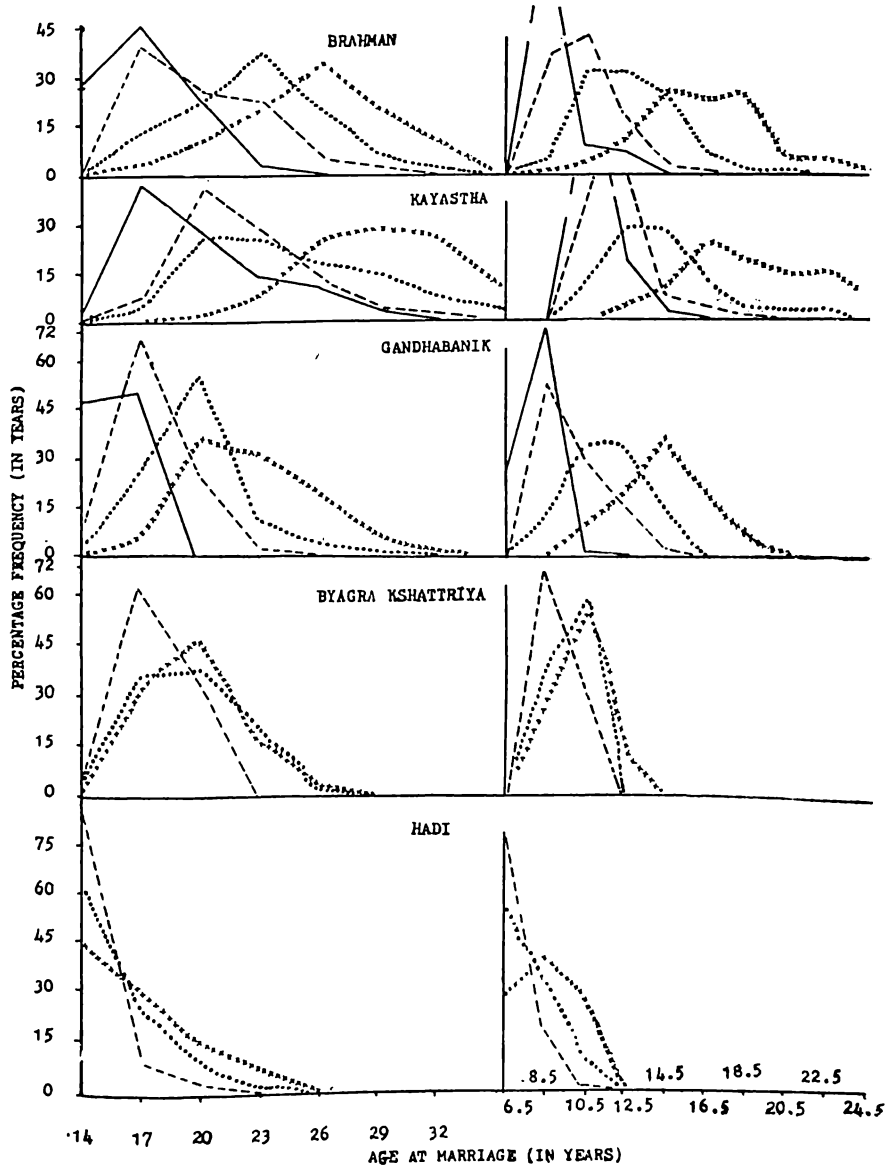 45
30
15
0
BRAHMAN
KAYASTHA
30
15
0
72
60
45
30
15
0
GANDHABANIK
PERCENTAGE FREQUENCY (IN YEARS)
72
60
45
30
15
0
BYAGRA KSHATTRIYA
HADI
75
60
45
30
15
0
14 17 20 23 26 29 32
8.5 14.5 18.5 22.5
6.5 10.5 12.5 16.5 20.5 24.5
AGE AT MARRIAGE (IN YEARS)